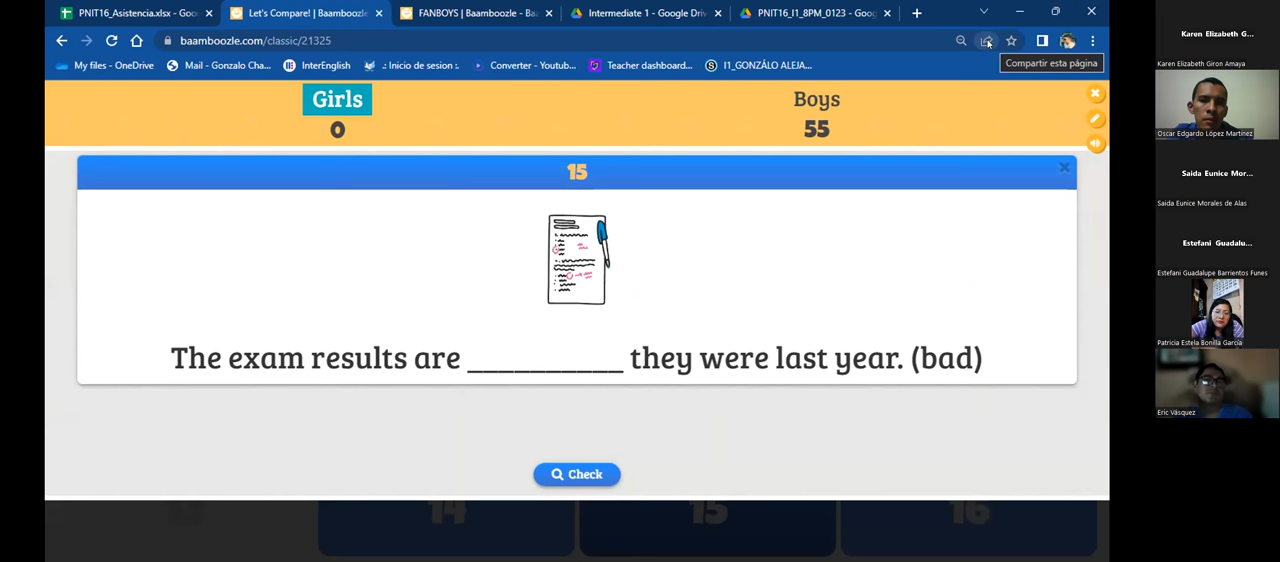 PNIT16_Asistencia.xlsx - Goo
Let's Compare! | Baamboozle
FANBOYS | Baamboozle - Ba
Intermediate 1 - Google Driv
PNIT16_I1_8PM_0123 - Goog
baamboozle.com/classic/21325
My files - OneDrive
Mail - Gonzalo Cha...
InterEnglish
.: Inicio de sesion :.
Converter - Youtub...
Teacher dashboard...
I1_GONZÁLO ALEJA...
Compartir esta página
Girls
0
Boys
55
15
The exam results are __________ they were last year. (bad)
Check
14
15
16
Karen Elizabeth G...
Karen Elizabeth Giron Amaya
Oscar Edgardo López Martínez
Saida Eunice Mor...
Saida Eunice Morales de Alas
Estefani Guadalu...
Estefani Guadalupe Barrientos Funes
Patricia Estela Bonilla García
Eric Vásquez